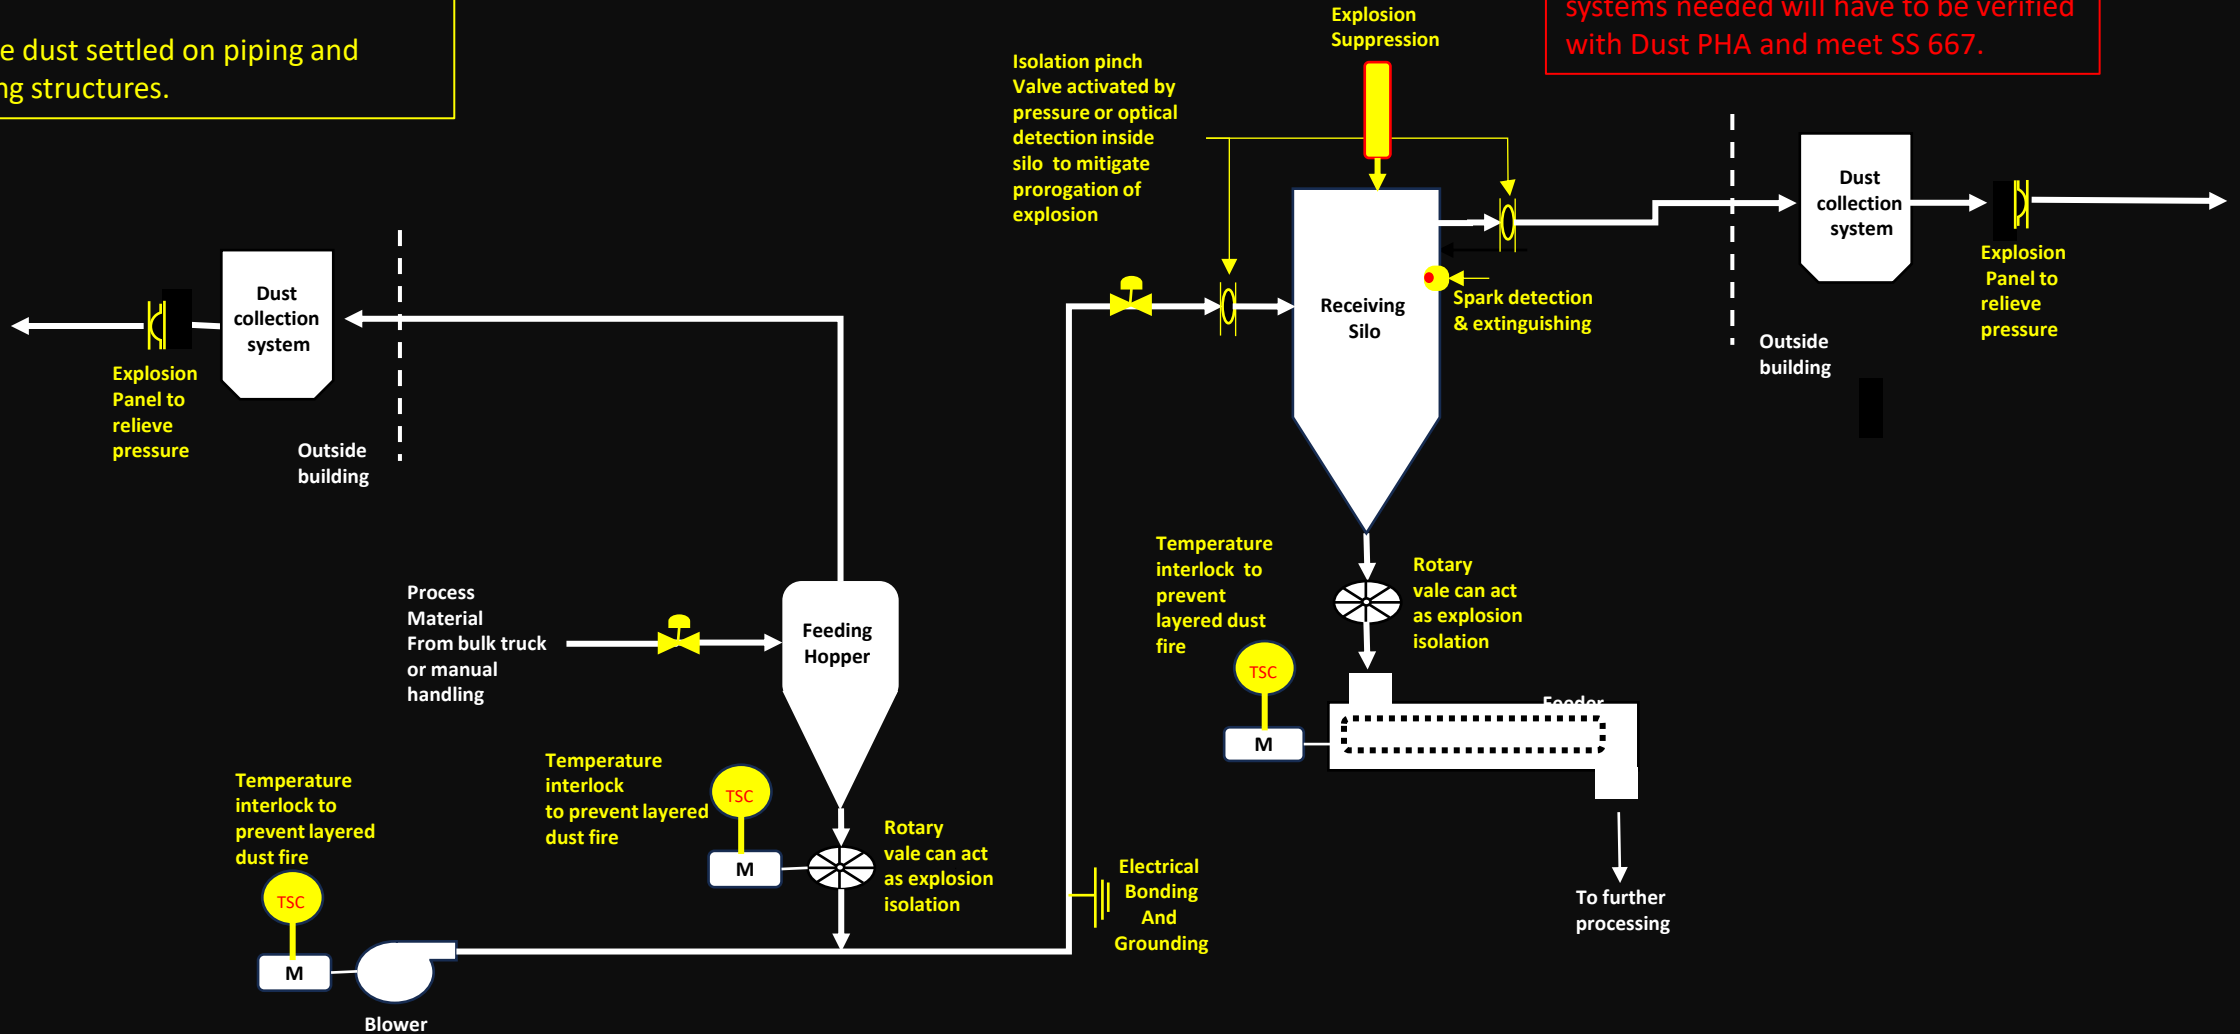 e dust settled on piping and
ng structures.
systems needed will have to be verified
with Dust PHA and meet SS 667.
Explosion
Suppression
Isolation pinch
Valve activated by
pressure or optical
detection inside
silo to mitigate
prorogation of
explosion
Dust
collection
system
Explosion
Panel to
relieve
pressure
Outside
building
Receiving
Silo
Spark detection
& extinguishing
Dust
collection
system
Explosion
Panel to
relieve
pressure
Outside
building
Process
Material
From bulk truck
or manual
handling
Feeding
Hopper
Temperature
interlock to
prevent
layered dust
fire
TSC
M
Rotary
vale can act
as explosion
isolation
Feeder
To further
processing
Temperature
interlock
to prevent layered
dust fire
TSC
M
Rotary
vale can act
as explosion
isolation
Temperature
interlock to
prevent layered
dust fire
TSC
M
Blower
Electrical
Bonding
And
Grounding